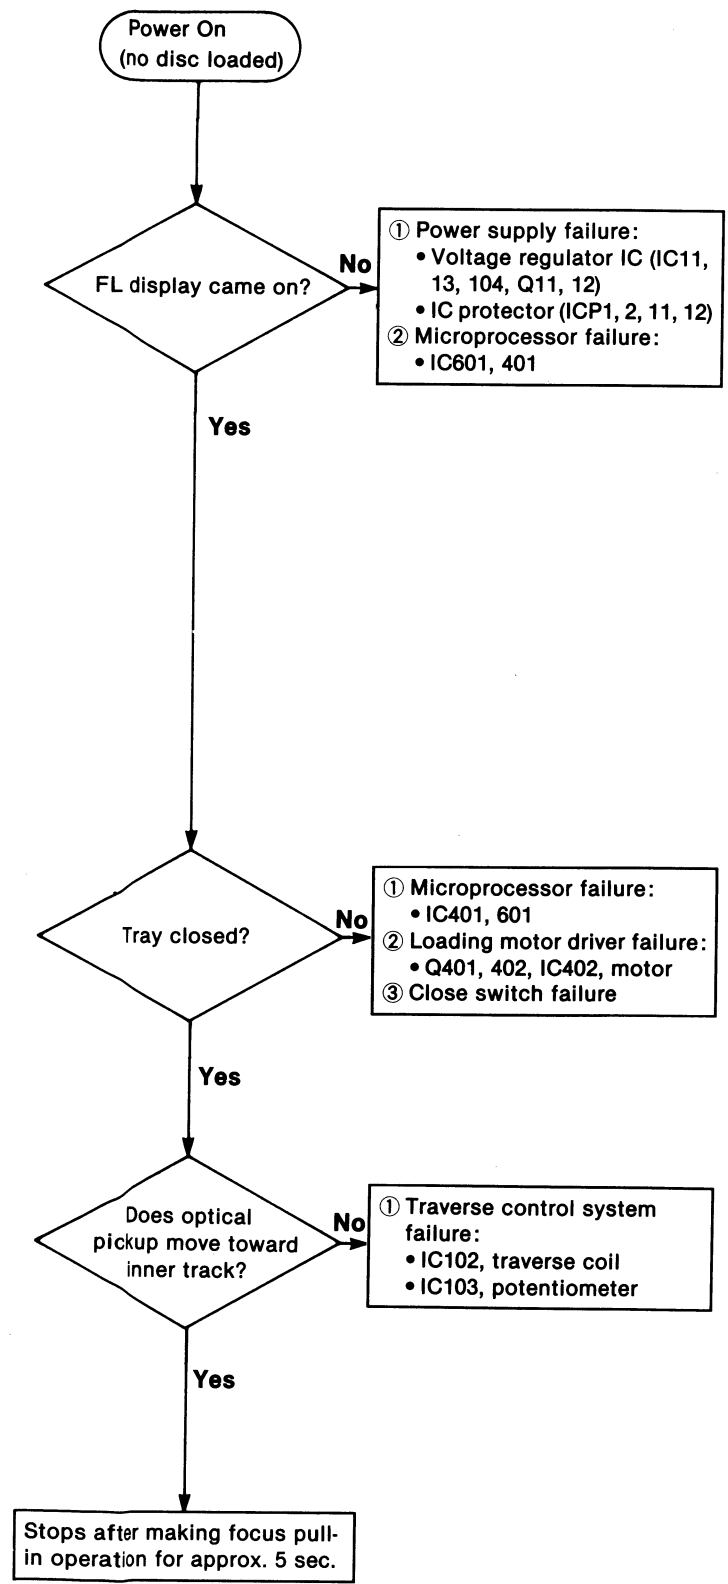 Power On
(no disc loaded)
FL display came on?
No
① Power supply failure:
• Voltage regulator IC (IC11,
13, 104, Q11, 12)
• IC protector (ICP1, 2, 11, 12)
② Microprocessor failure:
• IC601, 401
Yes
Tray closed?
No
① Microprocessor failure:
• IC401, 601
② Loading motor driver failure:
• Q401, 402, IC402, motor
③ Close switch failure
Yes
Does optical
pickup move toward
inner track?
No
① Traverse control system
failure:
• IC102, traverse coil
• IC103, potentiometer
Yes
Stops after making focus pull-
in operation for approx. 5 sec.